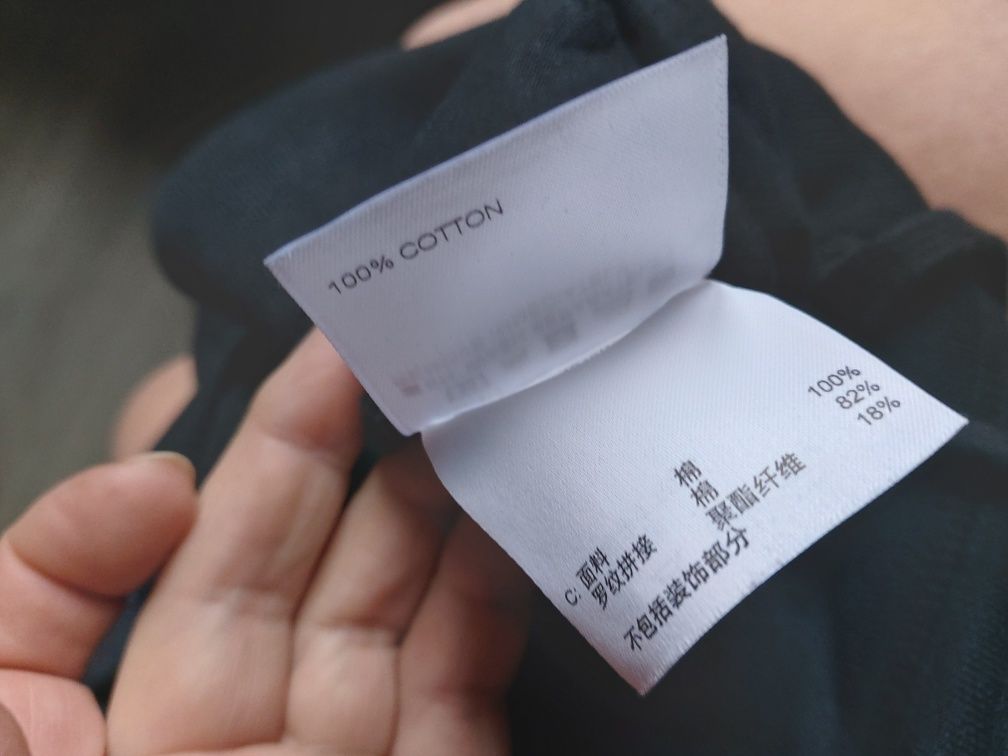 100% COTTON
C: 面料 棉 100%
罗纹拼接 棉 82%
聚酯纤维 18%
不包括装饰部分